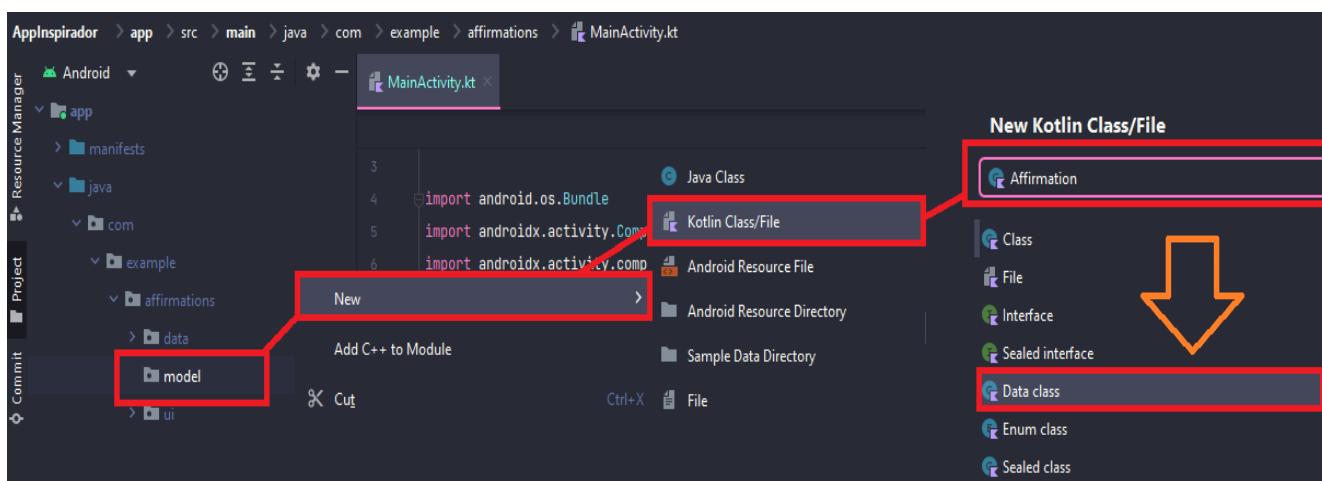 AppInspirador > app > src > main > java > com > example > affirmations > MainActivity.kt
Resource Manager
Project
Commit
Android
app
manifests
java
com
example
affirmations
data
model
ui
MainActivity.kt
3
4 import android.os.Bundle
5 import androidx.activity.Comp
6 import androidx.activity.comp
New >
Add C++ to Module
Cut Ctrl+X
Java Class
Kotlin Class/File
Android Resource File
Android Resource Directory
Sample Data Directory
File
New Kotlin Class/File
Affirmation
Class
File
Interface
Sealed interface
Data class
Enum class
Sealed class